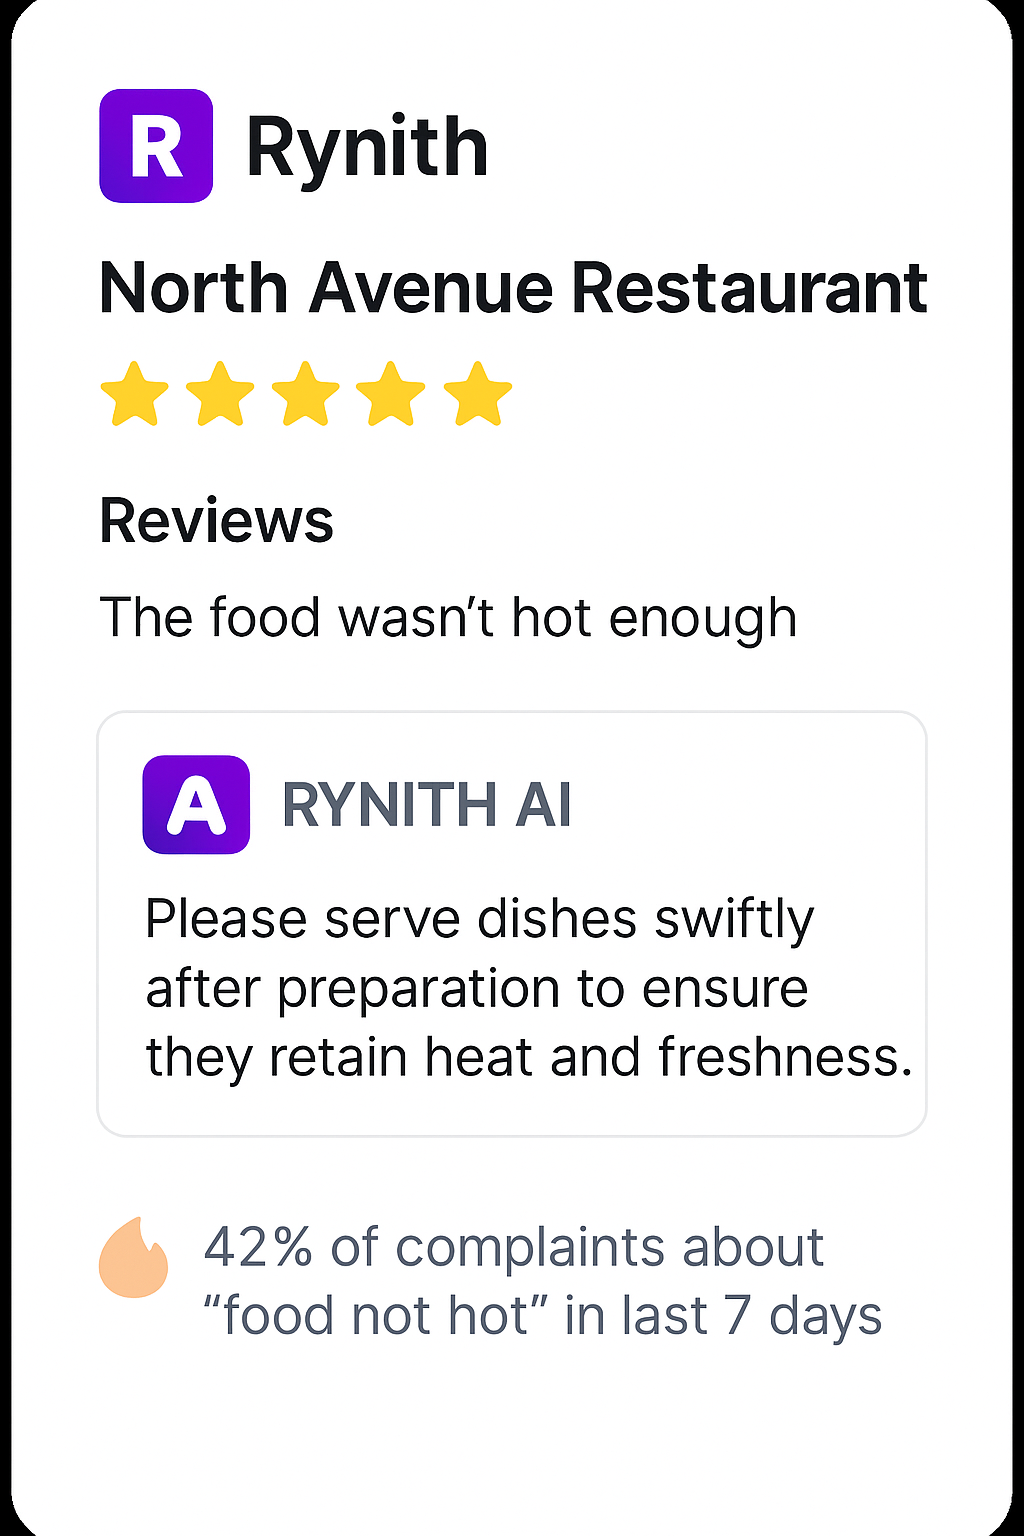 R Rynith
North Avenue Restaurant
Reviews
The food wasn’t hot enough
A RYNITH AI
Please serve dishes swiftly
after preparation to ensure
they retain heat and freshness.
42% of complaints about
“food not hot” in last 7 days